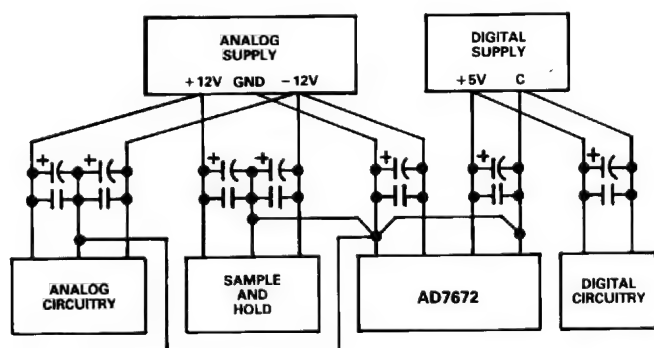 ANALOG
SUPPLY
+12V GND -12V
DIGITAL
SUPPLY
+5V C
+ + + + + + +
ANALOG
CIRCUITRY
SAMPLE
AND
HOLD
AD7672
DIGITAL
CIRCUITRY